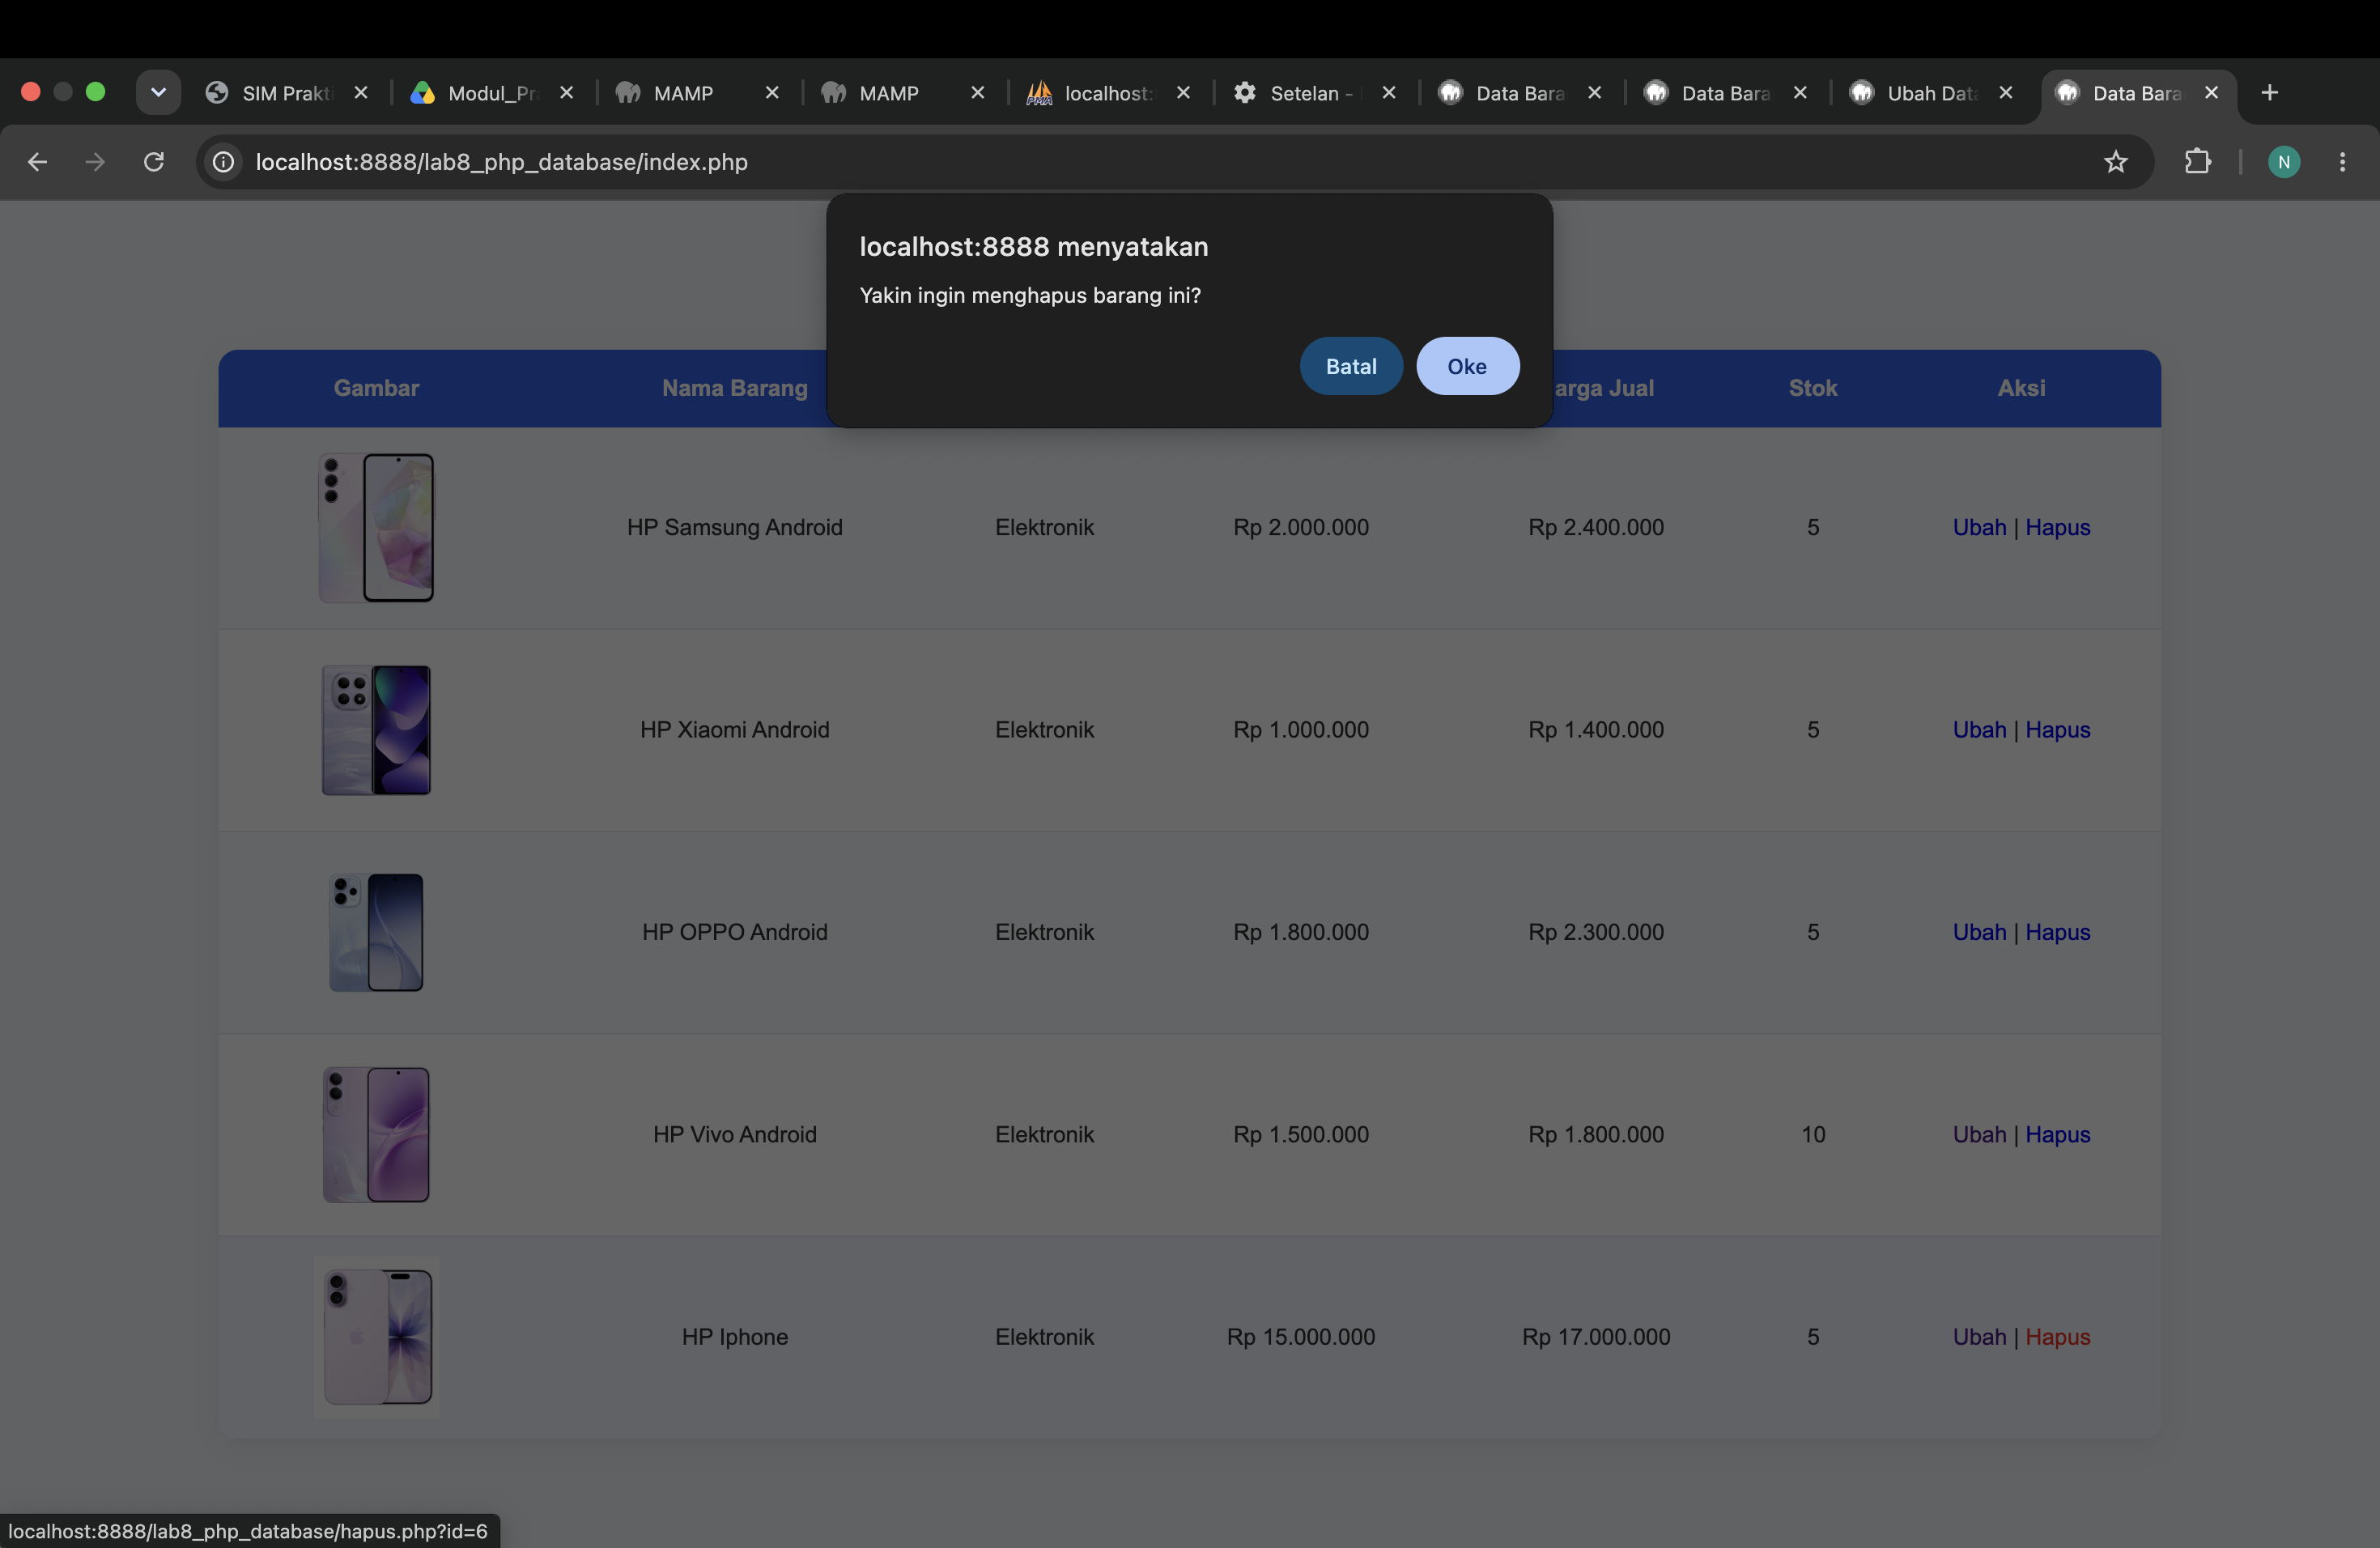 SIM Prakt
Modul_Pr
MAMP
MAMP
PMA
localhost:
Setelan -
Data Bara
Data Bara
Ubah Data
Data Bara
localhost:8888/lab8_php_database/index.php
N
localhost:8888 menyatakan
Yakin ingin menghapus barang ini?
Batal
Oke
Gambar Nama Barang arga Jual Stok Aksi
HP Samsung Android Elektronik Rp 2.000.000 Rp 2.400.000 5 Ubah | Hapus
HP Xiaomi Android Elektronik Rp 1.000.000 Rp 1.400.000 5 Ubah | Hapus
HP OPPO Android Elektronik Rp 1.800.000 Rp 2.300.000 5 Ubah | Hapus
HP Vivo Android Elektronik Rp 1.500.000 Rp 1.800.000 10 Ubah | Hapus
HP Iphone Elektronik Rp 15.000.000 Rp 17.000.000 5 Ubah | Hapus
localhost:8888/lab8_php_database/hapus.php?id=6